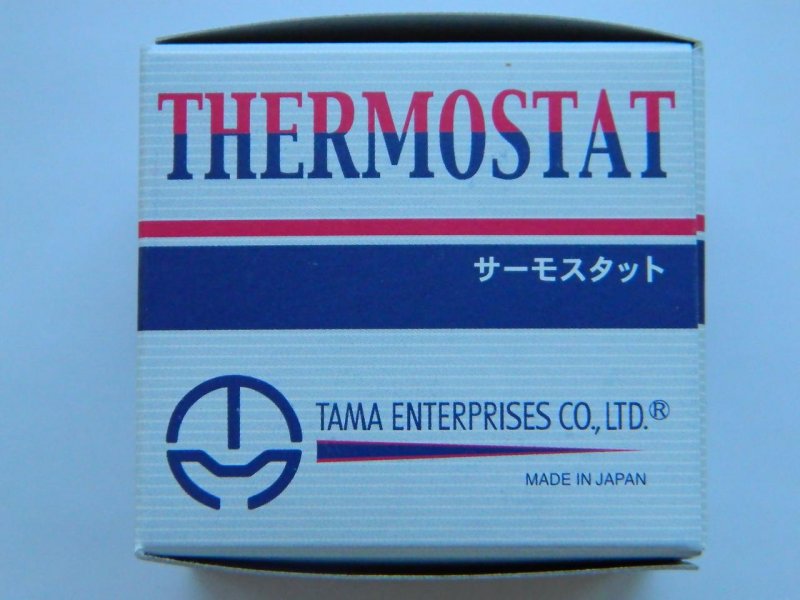 THERMOSTAT
サーモスタット
TAMA ENTERPRISES CO.,LTD.®
MADE IN JAPAN